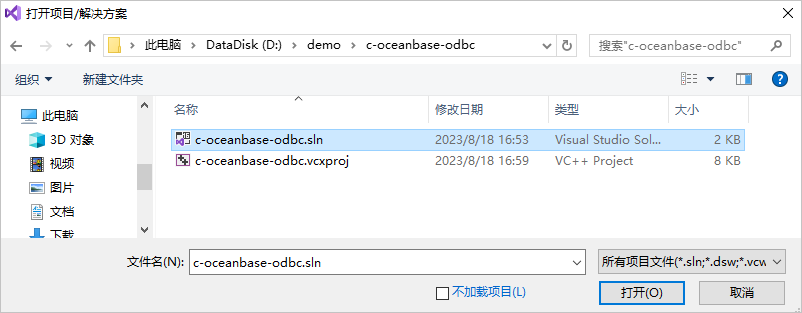 打开项目/解决方案
此电脑 DataDisk (D:) demo c-oceanbase-odbc 搜索"c-oceanbase-odbc"
组织 新建文件夹 ?
名称 修改日期 类型 大小
此电脑
3D 对象
视频
图片
文档
下载
c-oceanbase-odbc.sln 2023/8/18 16:53 Visual Studio Sol... 2 KB
c-oceanbase-odbc.vcxproj 2023/8/18 16:59 VC++ Project 8 KB
文件名(N): c-oceanbase-odbc.sln 所有项目文件(*.sln;*.dsw;*.vcw
不加载项目(L) 打开(O) 取消